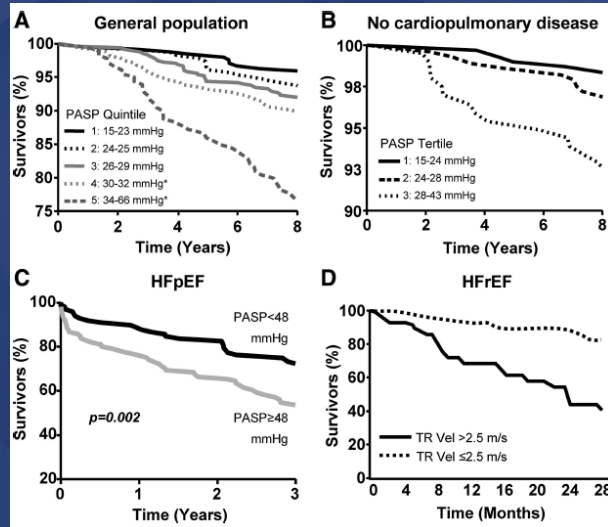 A
General population
Survivors (%)
100
95
90
85
80
75
PASP Quintile
1: 15-23 mmHg
2: 24-25 mmHg
3: 26-29 mmHg
4: 30-32 mmHg*
5: 34-66 mmHg*
0 2 4 6 8
Time (Years)
B
No cardiopulmonary disease
Survivors (%)
100
98
95
93
90
PASP Tertile
1: 15-24 mmHg
2: 24-28 mmHg
3: 28-43 mmHg
0 2 4 6 8
Time (Years)
C
HFpEF
Survivors (%)
100
80
60
40
20
PASP<48
mmHg
p=0.002
PASP≥48
mmHg
0 1 2 3
Time (Years)
D
HFrEF
Survivors (%)
100
80
60
40
20
0
TR Vel >2.5 m/s
TR Vel ≤2.5 m/s
0 4 8 12 16 20 24 28
Time (Months)